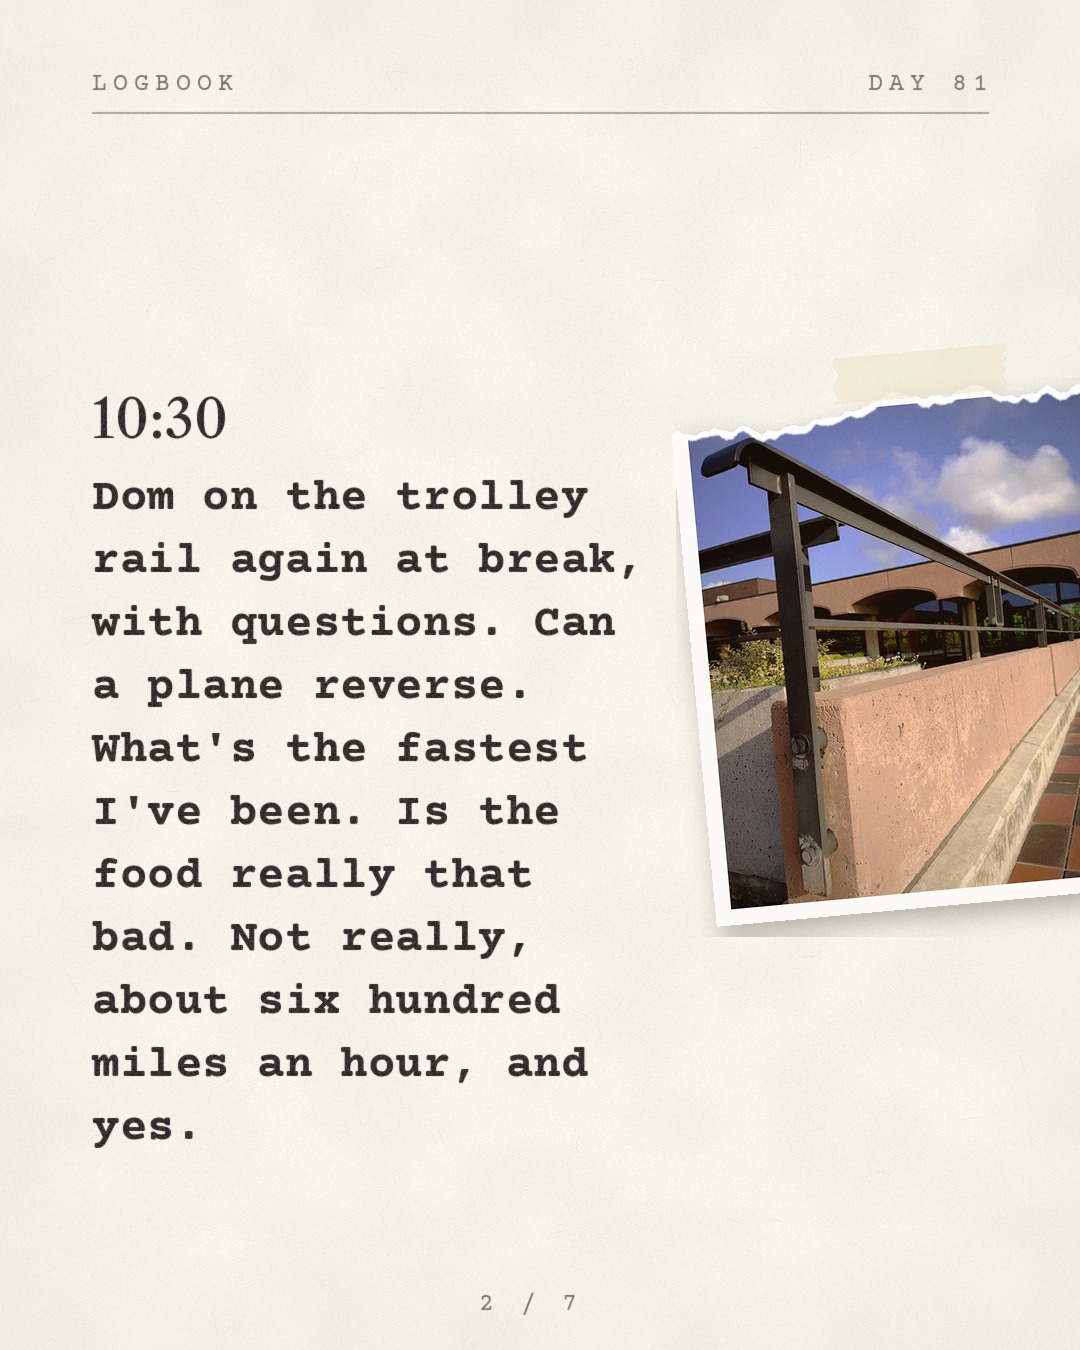 LOGBOOK
DAY 81
10:30
Dom on the trolley
rail again at break,
with questions. Can
a plane reverse.
What's the fastest
I've been. Is the
food really that
bad. Not really,
about six hundred
miles an hour, and
yes.
2 / 7